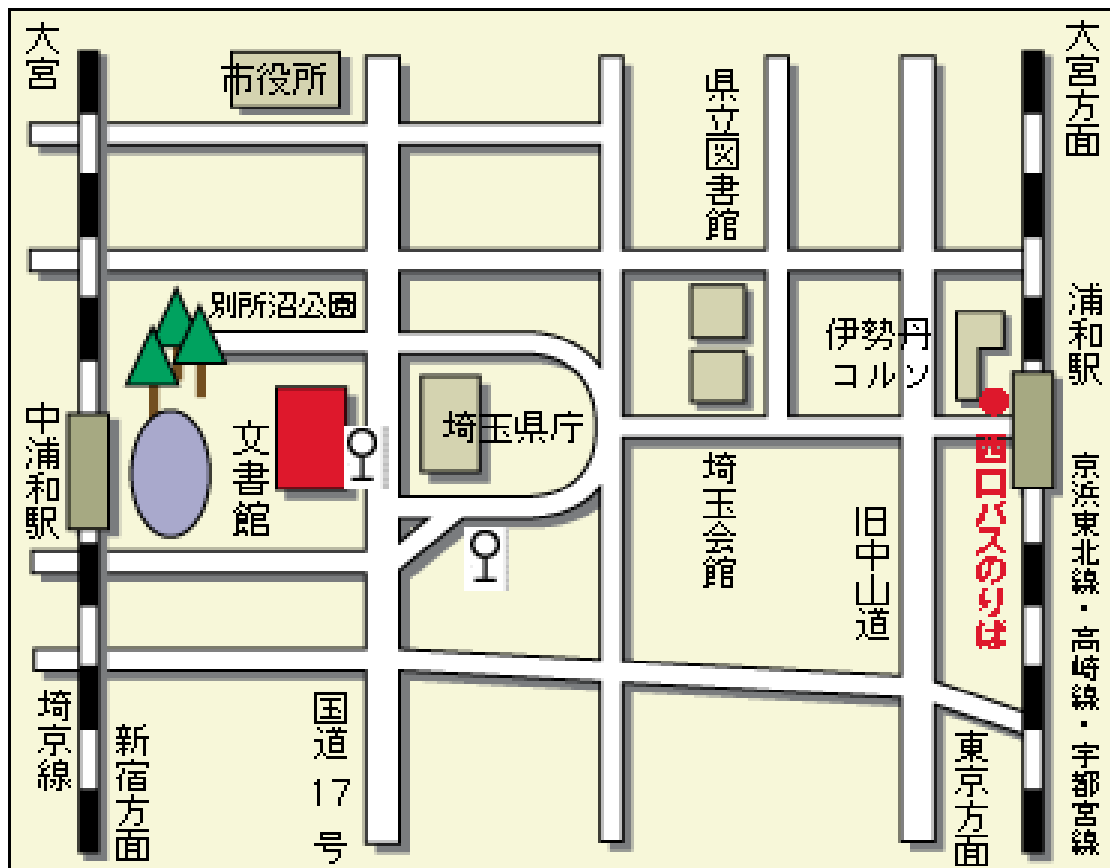 大宮
市役所
県立図書館
大宮方面
別所沼公園
伊勢丹
コルソ
浦和駅
中浦和駅
文書館
埼玉県庁
埼玉会館
旧中山道
西口バスのりば
京浜東北線・高崎線・宇都宮線
埼京線
新宿方面
国道17号
東京方面